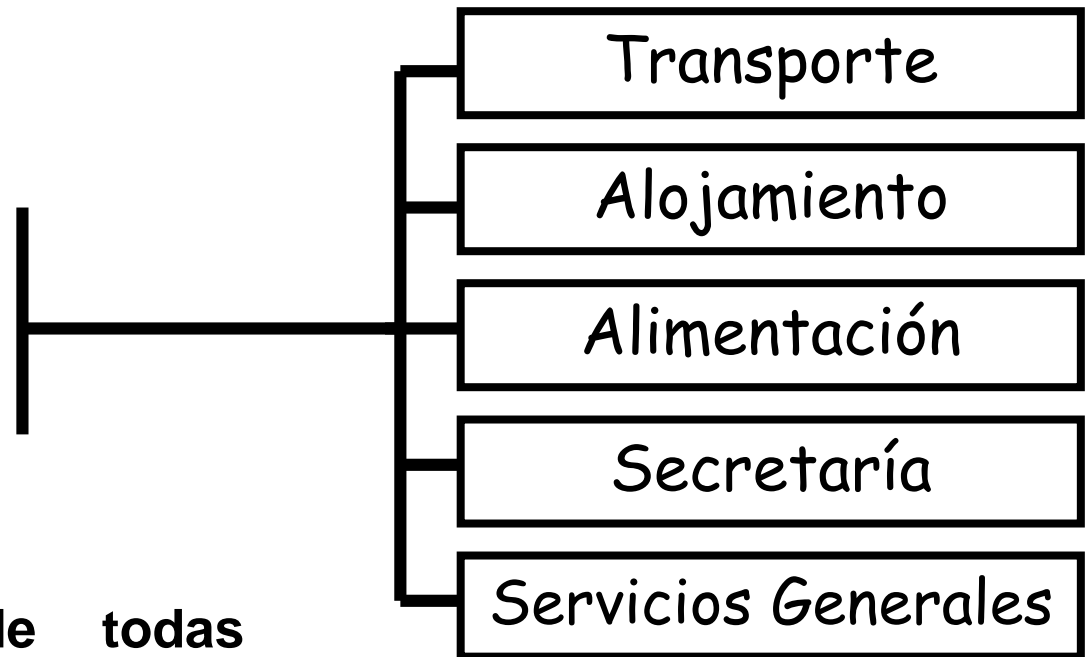 Transporte
Alojamiento
Alimentación
Secretaría
Servicios Generales
todas